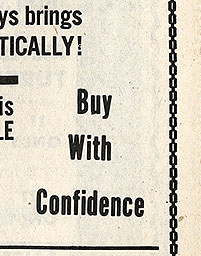 ys brings
TICALLY!
is
LE
Buy
With
Confidence